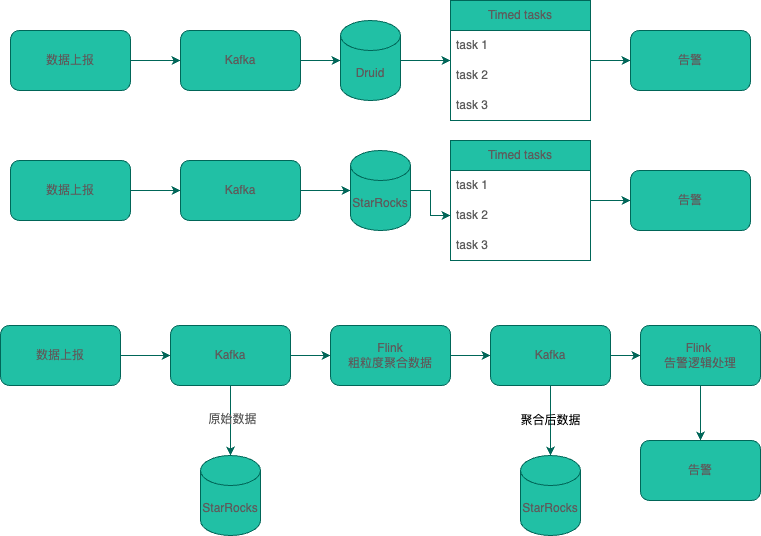 数据上报
Kafka
Druid
Timed tasks
task 1
task 2
task 3
告警
数据上报
Kafka
StarRocks
Timed tasks
task 1
task 2
task 3
告警
数据上报
Kafka
Flink
粗粒度聚合数据
Kafka
Flink
告警逻辑处理
原始数据
聚合后数据
StarRocks
StarRocks
告警